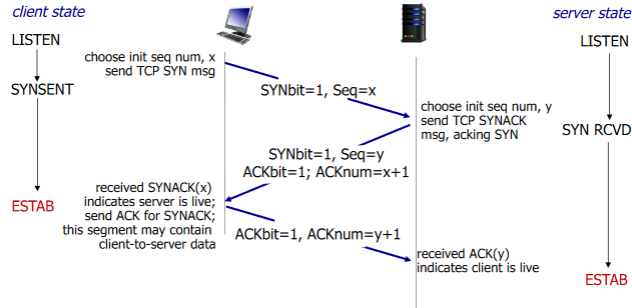 client state
server state
LISTEN
LISTEN
choose init seq num, x
send TCP SYN msg
SYNSENT
SYNbit=1, Seq=x
choose init seq num, y
send TCP SYNACK
msg, acking SYN
SYN RCVD
SYNbit=1, Seq=y
ACKbit=1; ACKnum=x+1
received SYNACK(x)
indicates server is live;
send ACK for SYNACK;
this segment may contain
client-to-server data
ESTAB
ACKbit=1, ACKnum=y+1
received ACK(y)
indicates client is live
ESTAB